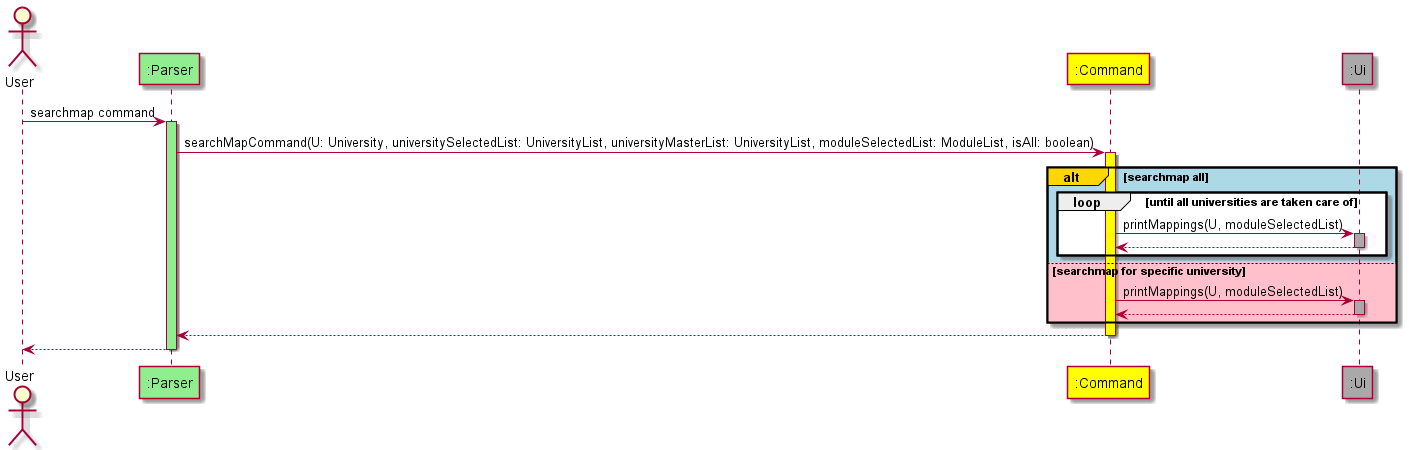 User
:Parser
:Command
:Ui
searchmap command
searchMapCommand(U: University, universitySelectedList: UniversityList, universityMasterList: UniversityList, moduleSelectedList: ModuleList, isAll: boolean)
alt [searchmap all]
loop [until all universities are taken care of]
printMappings(U, moduleSelectedList)
[searchmap for specific university]
printMappings(U, moduleSelectedList)
User
:Parser
:Command
:Ui